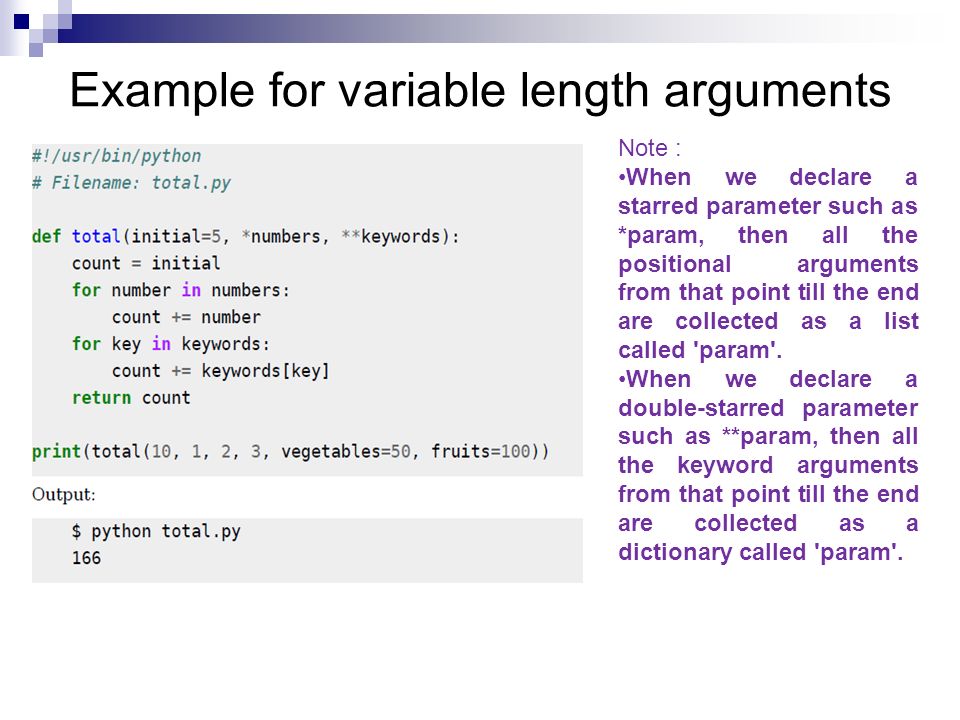 Example for variable length arguments
#!/usr/bin/python
# Filename: total.py
def total(initial=5, *numbers, **keywords):
    count = initial
    for number in numbers:
        count += number
    for key in keywords:
        count += keywords[key]
    return count
print(total(10, 1, 2, 3, vegetables=50, fruits=100))
Output:
    $ python total.py
    166
Note :
•When we declare a
starred parameter such as
*param, then all the
positional arguments
from that point till the end
are collected as a list
called 'param'.
•When we declare a
double-starred parameter
such as **param, then all
the keyword arguments
from that point till the end
are collected as a
dictionary called 'param'.